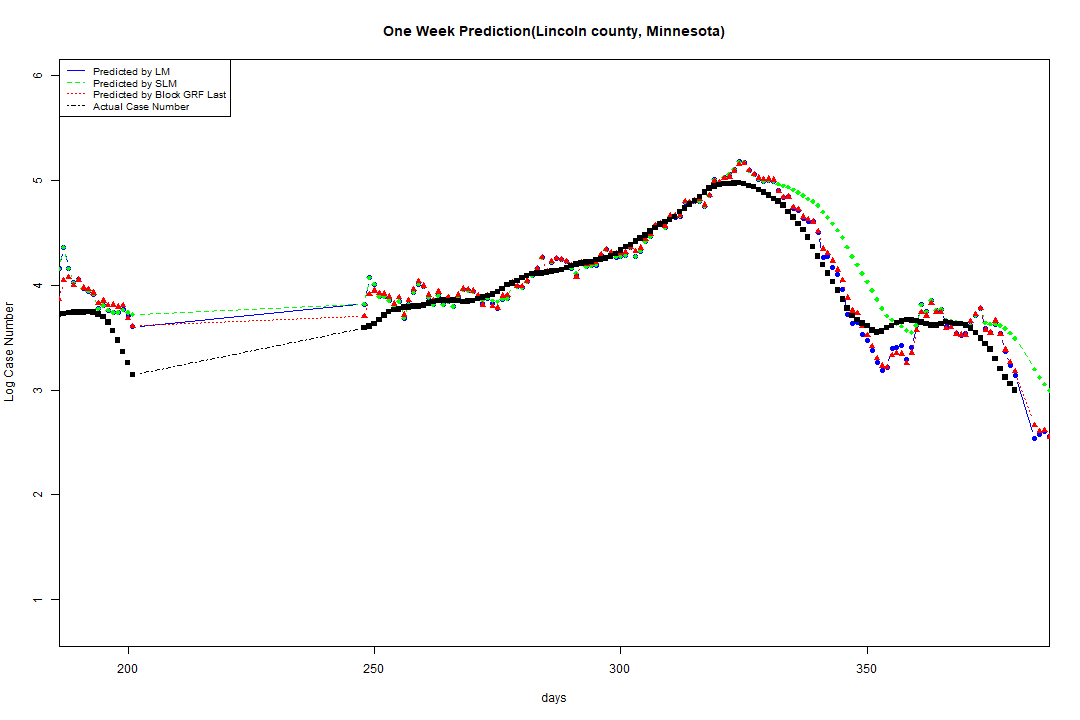 One Week Prediction(Lincoln county, Minnesota)
Predicted by LM
Predicted by SLM
Predicted by Block GRF Last
Actual Case Number
6
5
4
3
2
1
Log Case Number
200 250 300 350
days